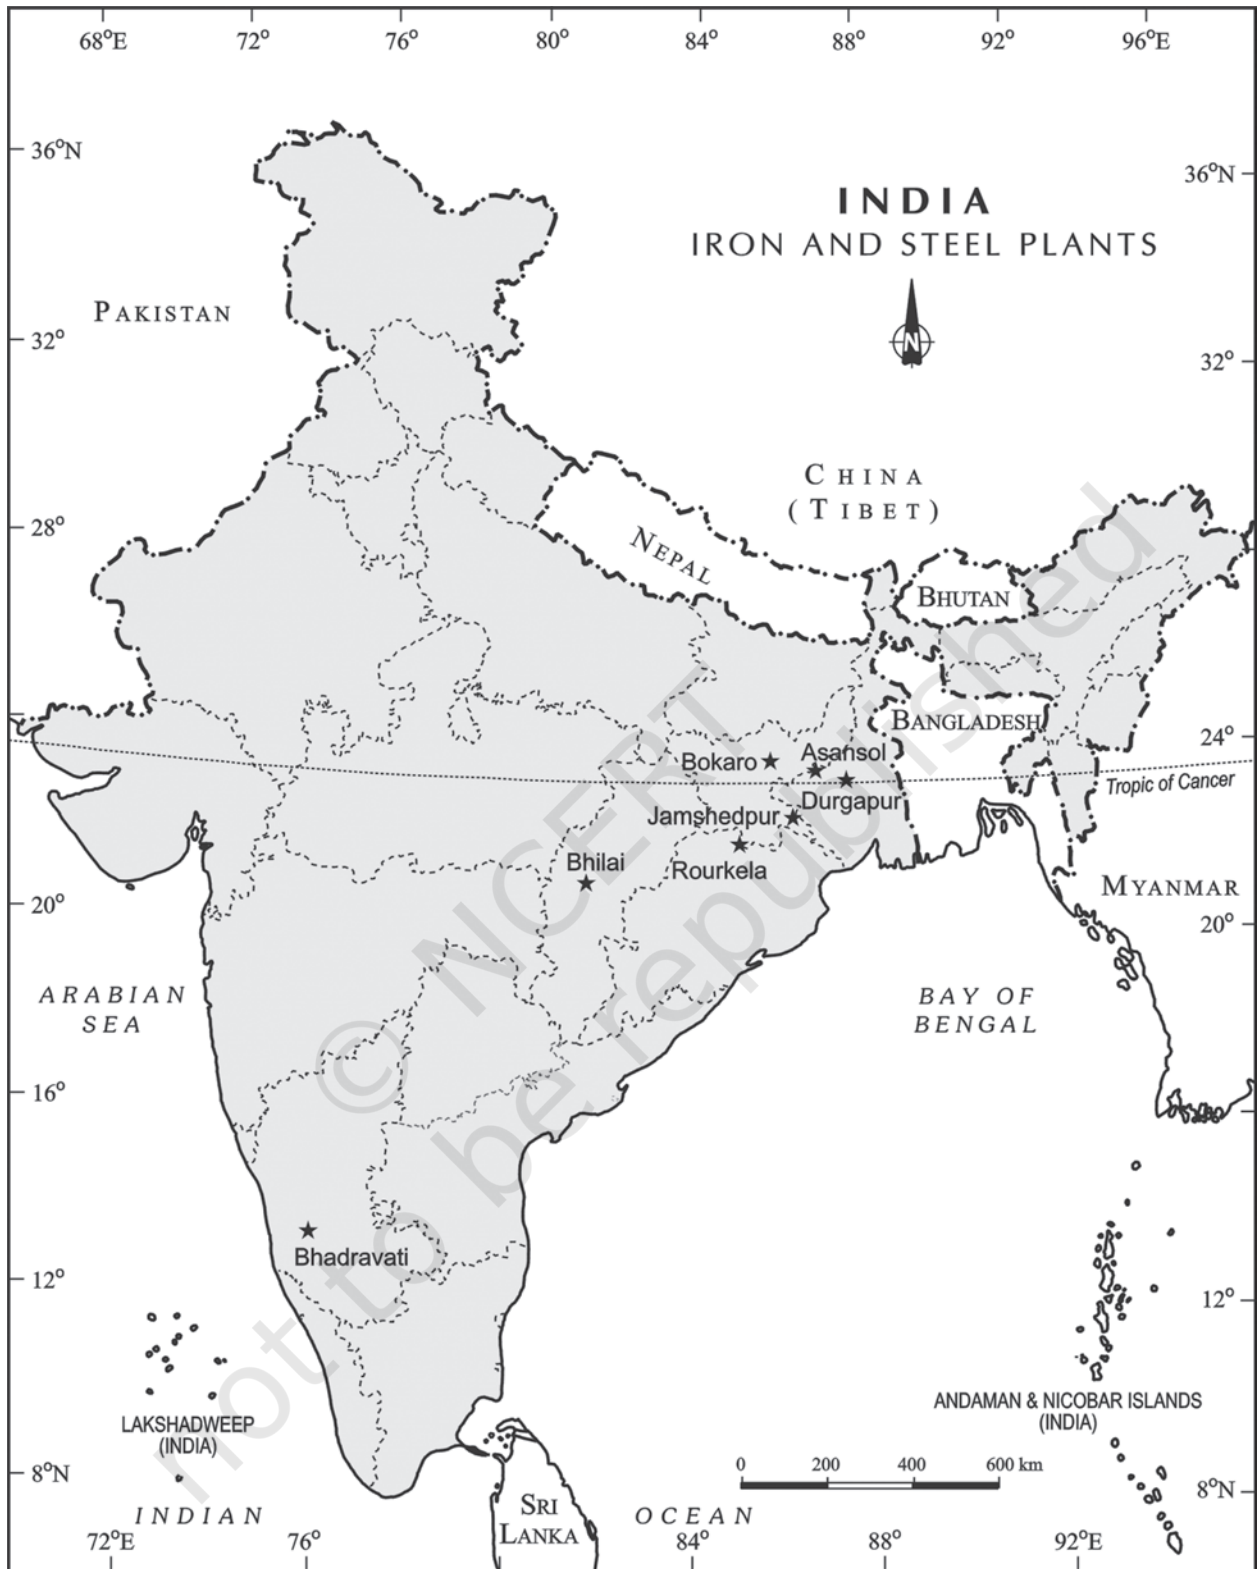 68°E 72° 76° 80° 84° 88° 92° 96°E
36°N
36°N
INDIA
IRON AND STEEL PLANTS
N
PAKISTAN
32°
32°
CHINA
(TIBET)
28°
NEPAL
BHUTAN
BANGLADESH
24°
Asansol
Bokaro
Tropic of Cancer
Durgapur
Jamshedpur
Bhilai
Rourkela
MYANMAR
20°
20°
ARABIAN
SEA
BAY OF
BENGAL
16°
Bhadravati
12°
12°
LAKSHADWEEP
(INDIA)
ANDAMAN & NICOBAR ISLANDS
(INDIA)
0 200 400 600 km
8°N
8°N
SRI
LANKA
INDIAN OCEAN
72°E 76° 84° 88° 92°E
© NCERT
not to be republished